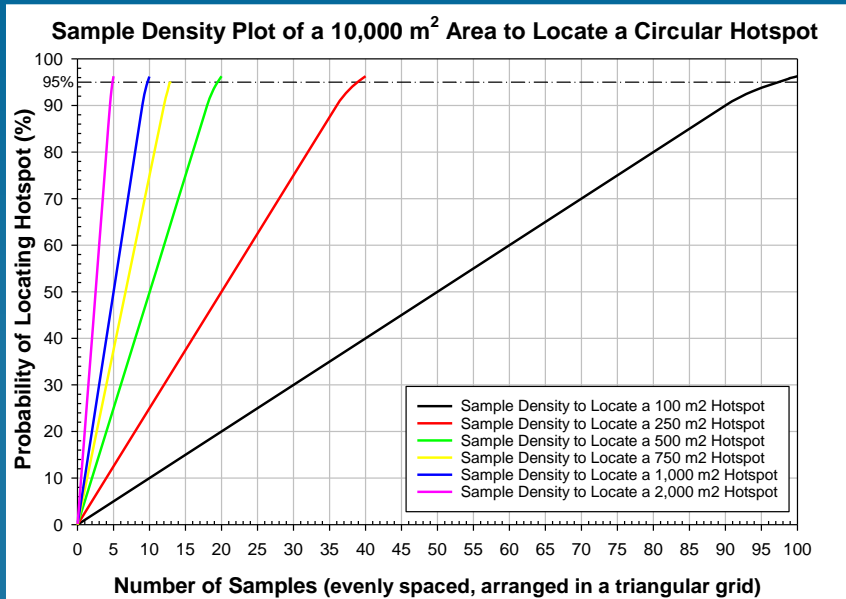 Sample Density Plot of a 10,000 m² Area to Locate a Circular Hotspot
Probability of Locating Hotspot (%)
100
95%
90
80
70
60
50
40
30
20
10
0
Sample Density to Locate a 100 m2 Hotspot
Sample Density to Locate a 250 m2 Hotspot
Sample Density to Locate a 500 m2 Hotspot
Sample Density to Locate a 750 m2 Hotspot
Sample Density to Locate a 1,000 m2 Hotspot
Sample Density to Locate a 2,000 m2 Hotspot
0 5 10 15 20 25 30 35 40 45 50 55 60 65 70 75 80 85 90 95 100
Number of Samples (evenly spaced, arranged in a triangular grid)